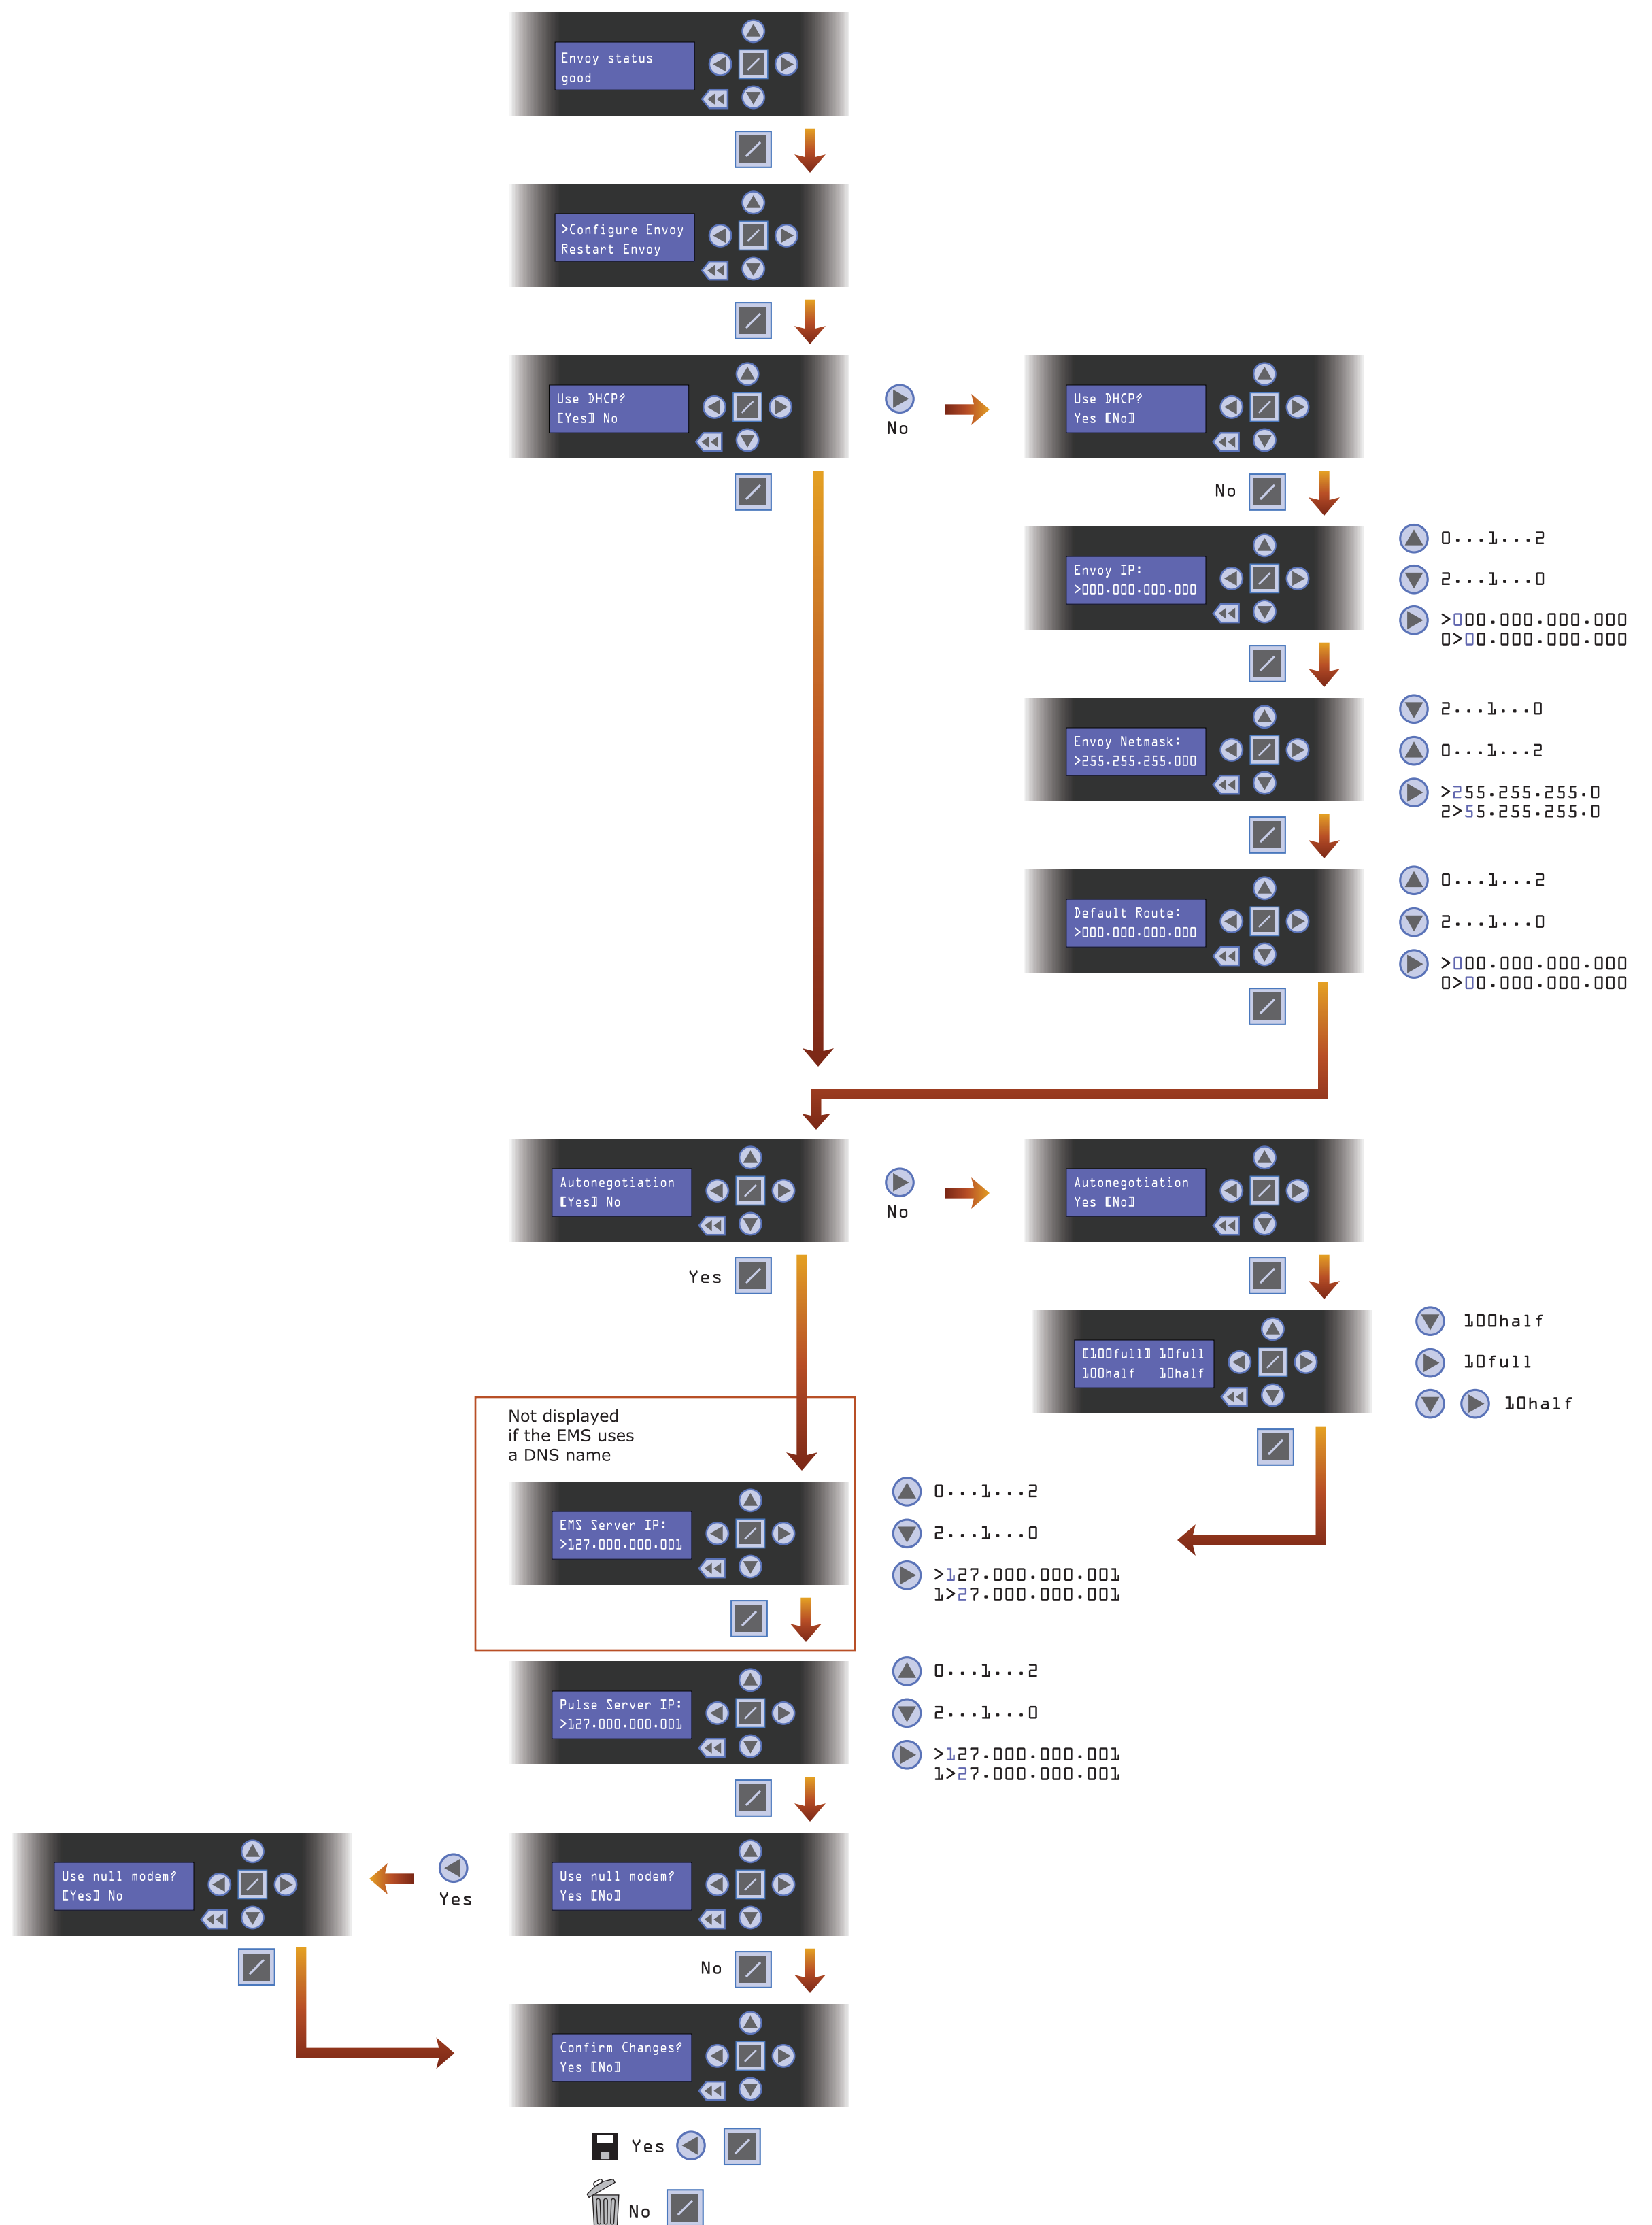 Envoy status
good
>Configure Envoy
Restart Envoy
Use DHCP?
[Yes] No
No
Use DHCP?
Yes [No]
No
Envoy IP:
>000.000.000.000
0...1...2
2...1...0
>000.000.000.000
0>00.000.000.000
Envoy Netmask:
>255.255.255.000
2...1...0
0...1...2
>255.255.255.0
2>55.255.255.0
Default Route:
>000.000.000.000
0...1...2
2...1...0
>000.000.000.000
0>00.000.000.000
Autonegotiation
[Yes] No
No
Autonegotiation
Yes [No]
Yes
[100full] 10full
100half 10half
100half
10full
10half
Not displayed
if the EMS uses
a DNS name
EMS Server IP:
>127.000.000.001
0...1...2
2...1...0
>127.000.000.001
1>27.000.000.001
Pulse Server IP:
>127.000.000.001
0...1...2
2...1...0
>127.000.000.001
1>27.000.000.001
Use null modem?
[Yes] No
Yes
Use null modem?
Yes [No]
No
Confirm Changes?
Yes [No]
Yes
No